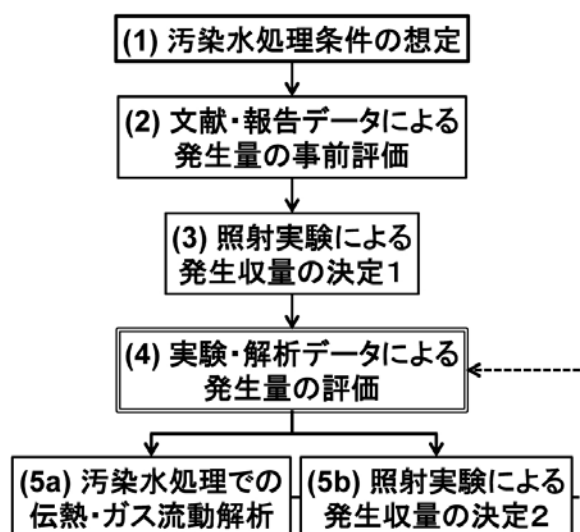 (1) 汚染水処理条件の想定
(2) 文献・報告データによる
発生量の事前評価
(3) 照射実験による
発生収量の決定1
(4) 実験・解析データによる
発生量の評価
(5a) 汚染水処理での
伝熱・ガス流動解析
(5b) 照射実験による
発生収量の決定2